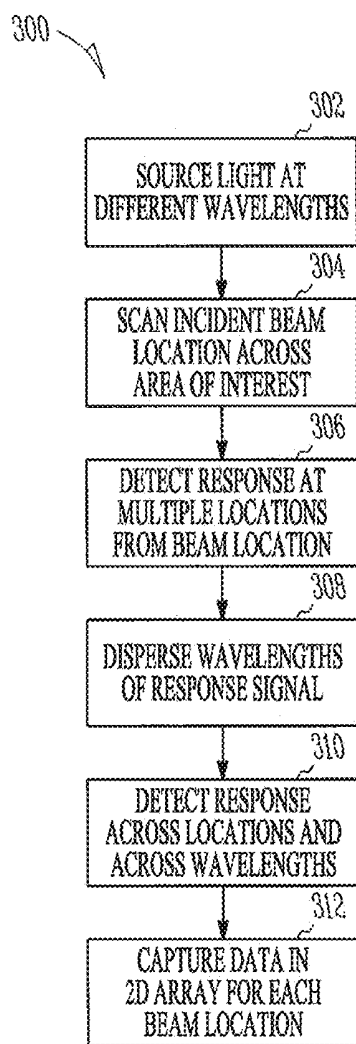 300
302
SOURCE LIGHT AT
DIFFERENT WAVELENGTHS
304
SCAN INCIDENT BEAM
LOCATION ACROSS
AREA OF INTEREST
306
DETECT RESPONSE AT
MULTIPLE LOCATIONS
FROM BEAM LOCATION
308
DISPERSE WAVELENGTHS
OF RESPONSE SIGNAL
310
DETECT RESPONSE
ACROSS LOCATIONS AND
ACROSS WAVELENGTHS
312
CAPTURE DATA IN
2D ARRAY FOR EACH
BEAM LOCATION